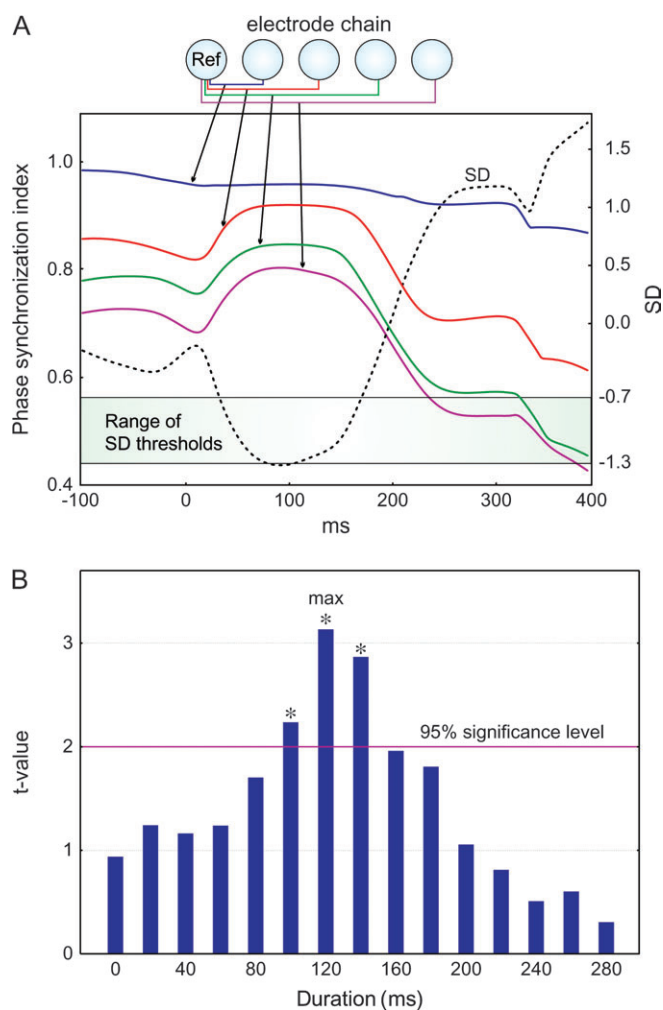 A
electrode chain
Ref
1.0
0.8
0.6
0.4
Phase synchronization index
SD
1.5
1.0
0.5
0.0
-0.7
-1.3
SD
Range of
SD thresholds
-100 0 100 200 300 400
ms
B
max
* * *
3
2
1
0
t-value
95% significance level
0 40 80 120 160 200 240 280
Duration (ms)